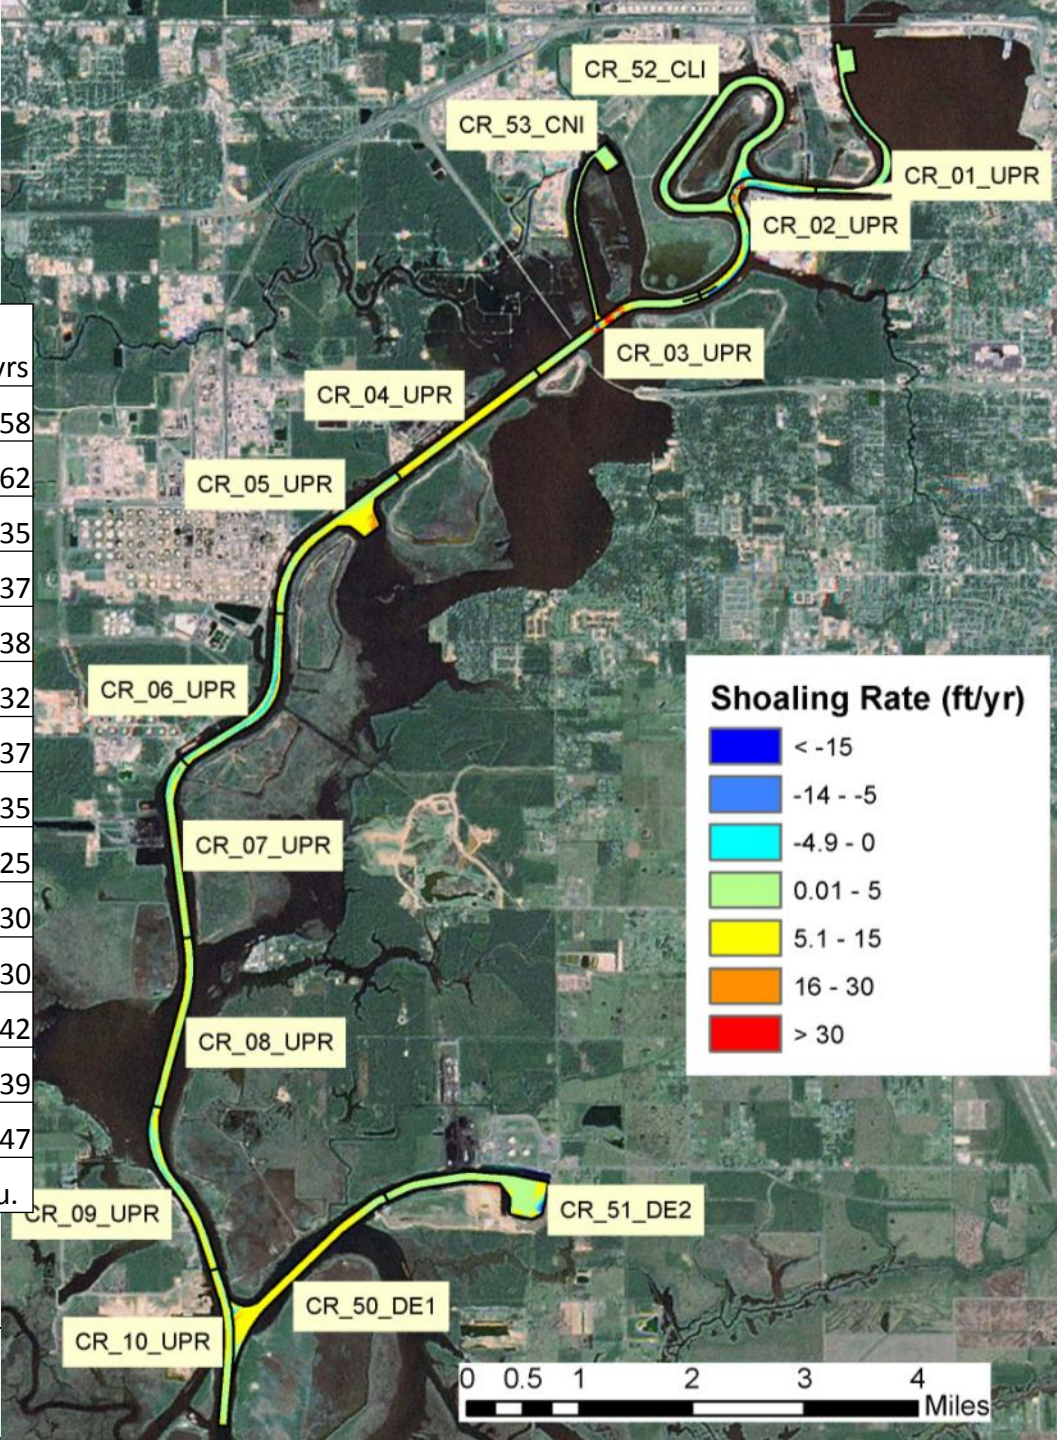 CR_52_CLI
CR_53_CNI
CR_01_UPR
CR_02_UPR
CR_03_UPR
CR_04_UPR
CR_05_UPR
CR_06_UPR
CR_07_UPR
CR_08_UPR
CR_51_DE2
CR_09_UPR
CR_50_DE1
CR_10_UPR
yrs
58
62
35
37
38
32
37
35
25
30
30
42
39
47
Shoaling Rate (ft/yr)
< -15
-14 - -5
-4.9 - 0
0.01 - 5
5.1 - 15
16 - 30
> 30
0 0.5 1 2 3 4
Miles